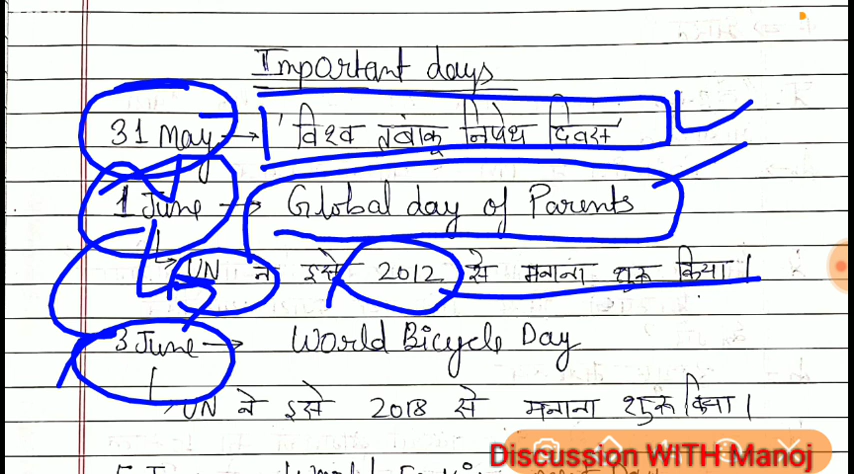 Important days
31 May → 'विश्व तंबाकू निषेध दिवस'
1 June → Global day of Parents
→ UN ने इसे 2012 से मनाना शुरू किया।
3 June → World Bicycle Day
→ UN ने इसे 2018 से मनाना शुरू किया।
Discussion WITH Manoj